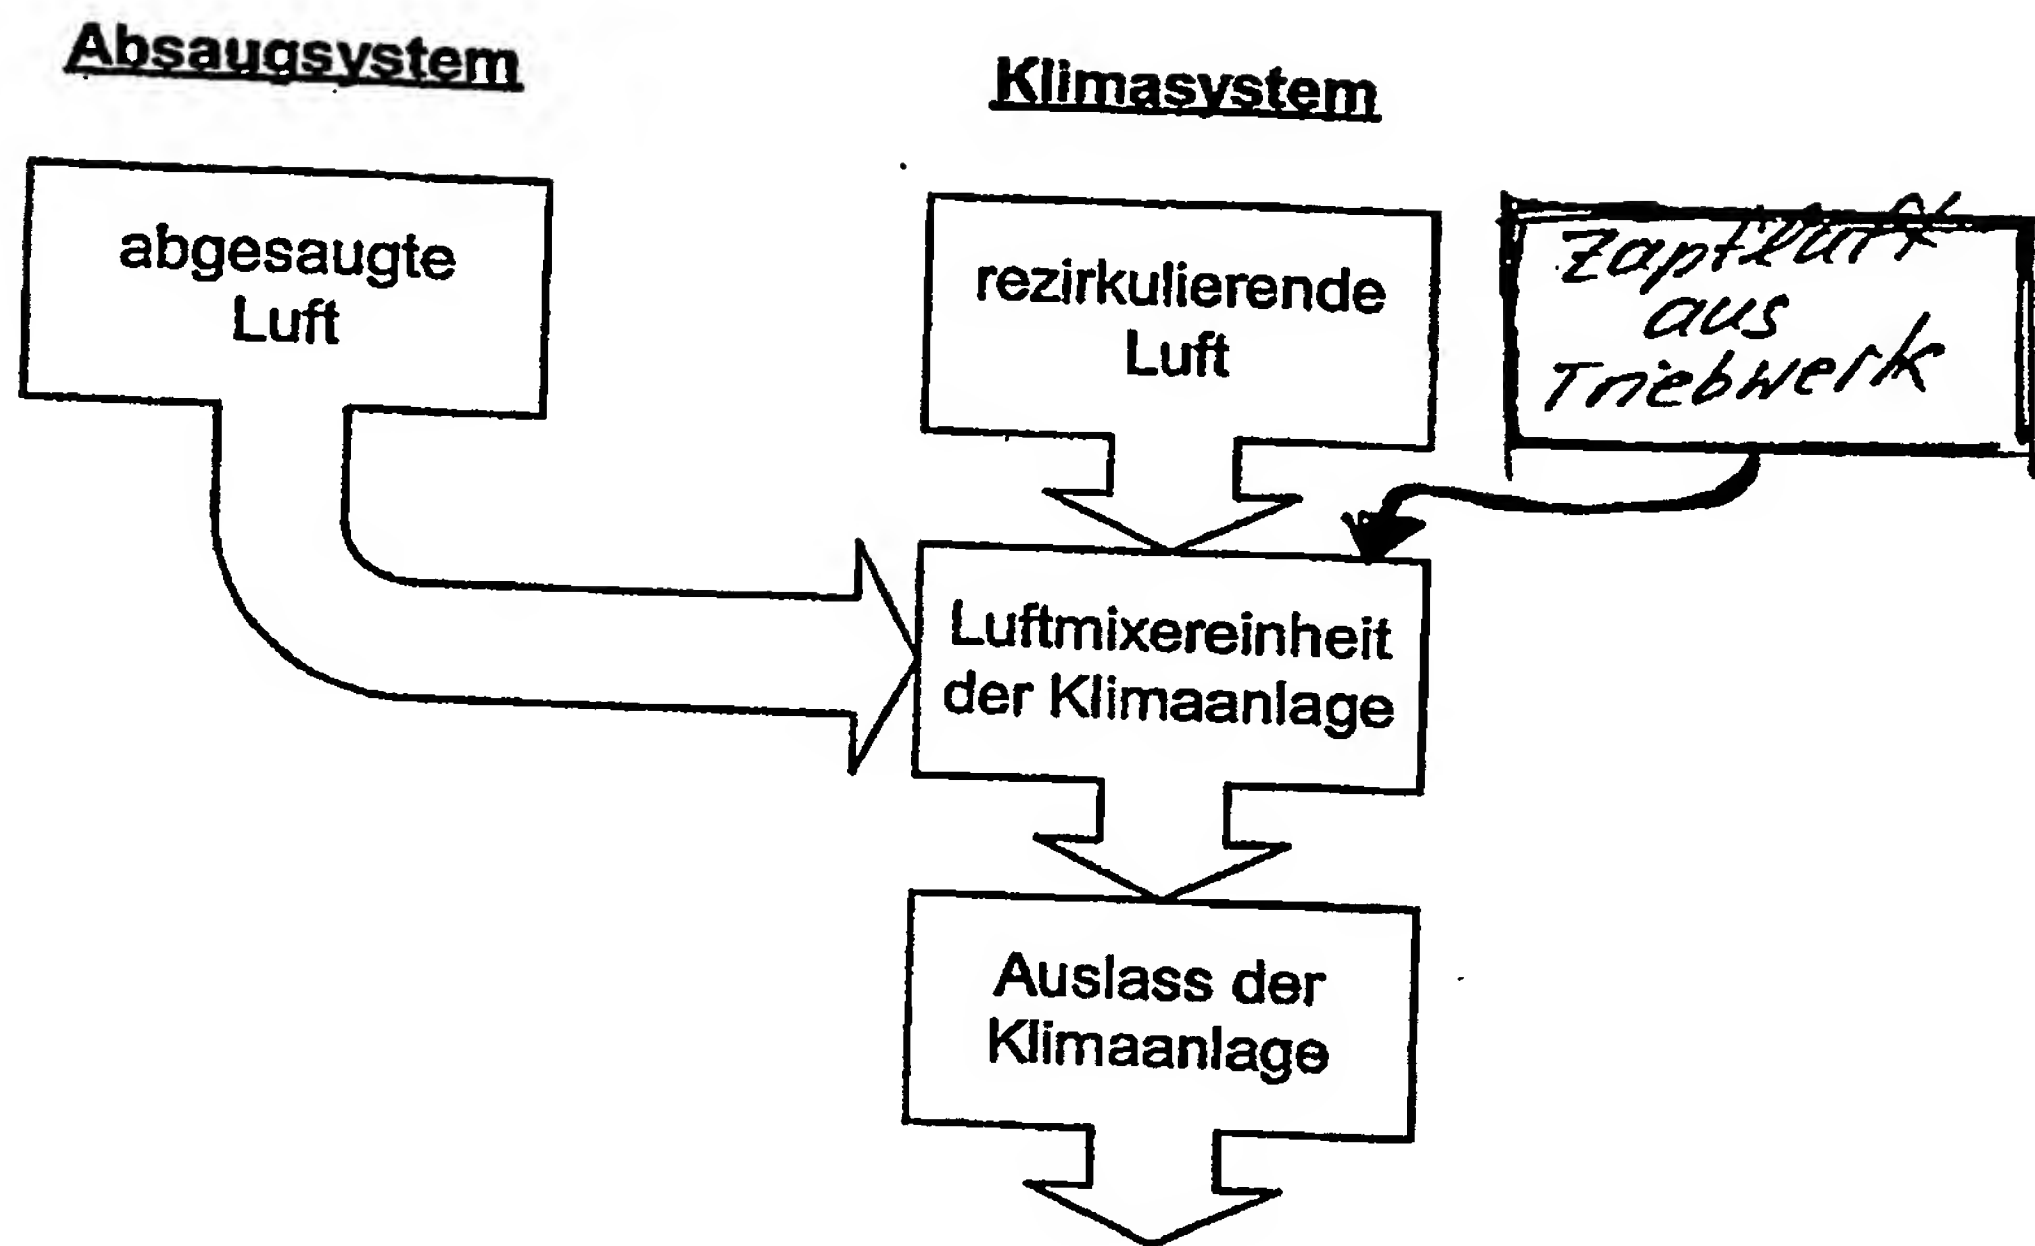 Absaugsystem
Klimasystem
abgesaugte
Luft
rezirkulierende
Luft
Zapfluft
aus
Triebwerk
Luftmixereinheit
der Klimaanlage
Auslass der
Klimaanlage